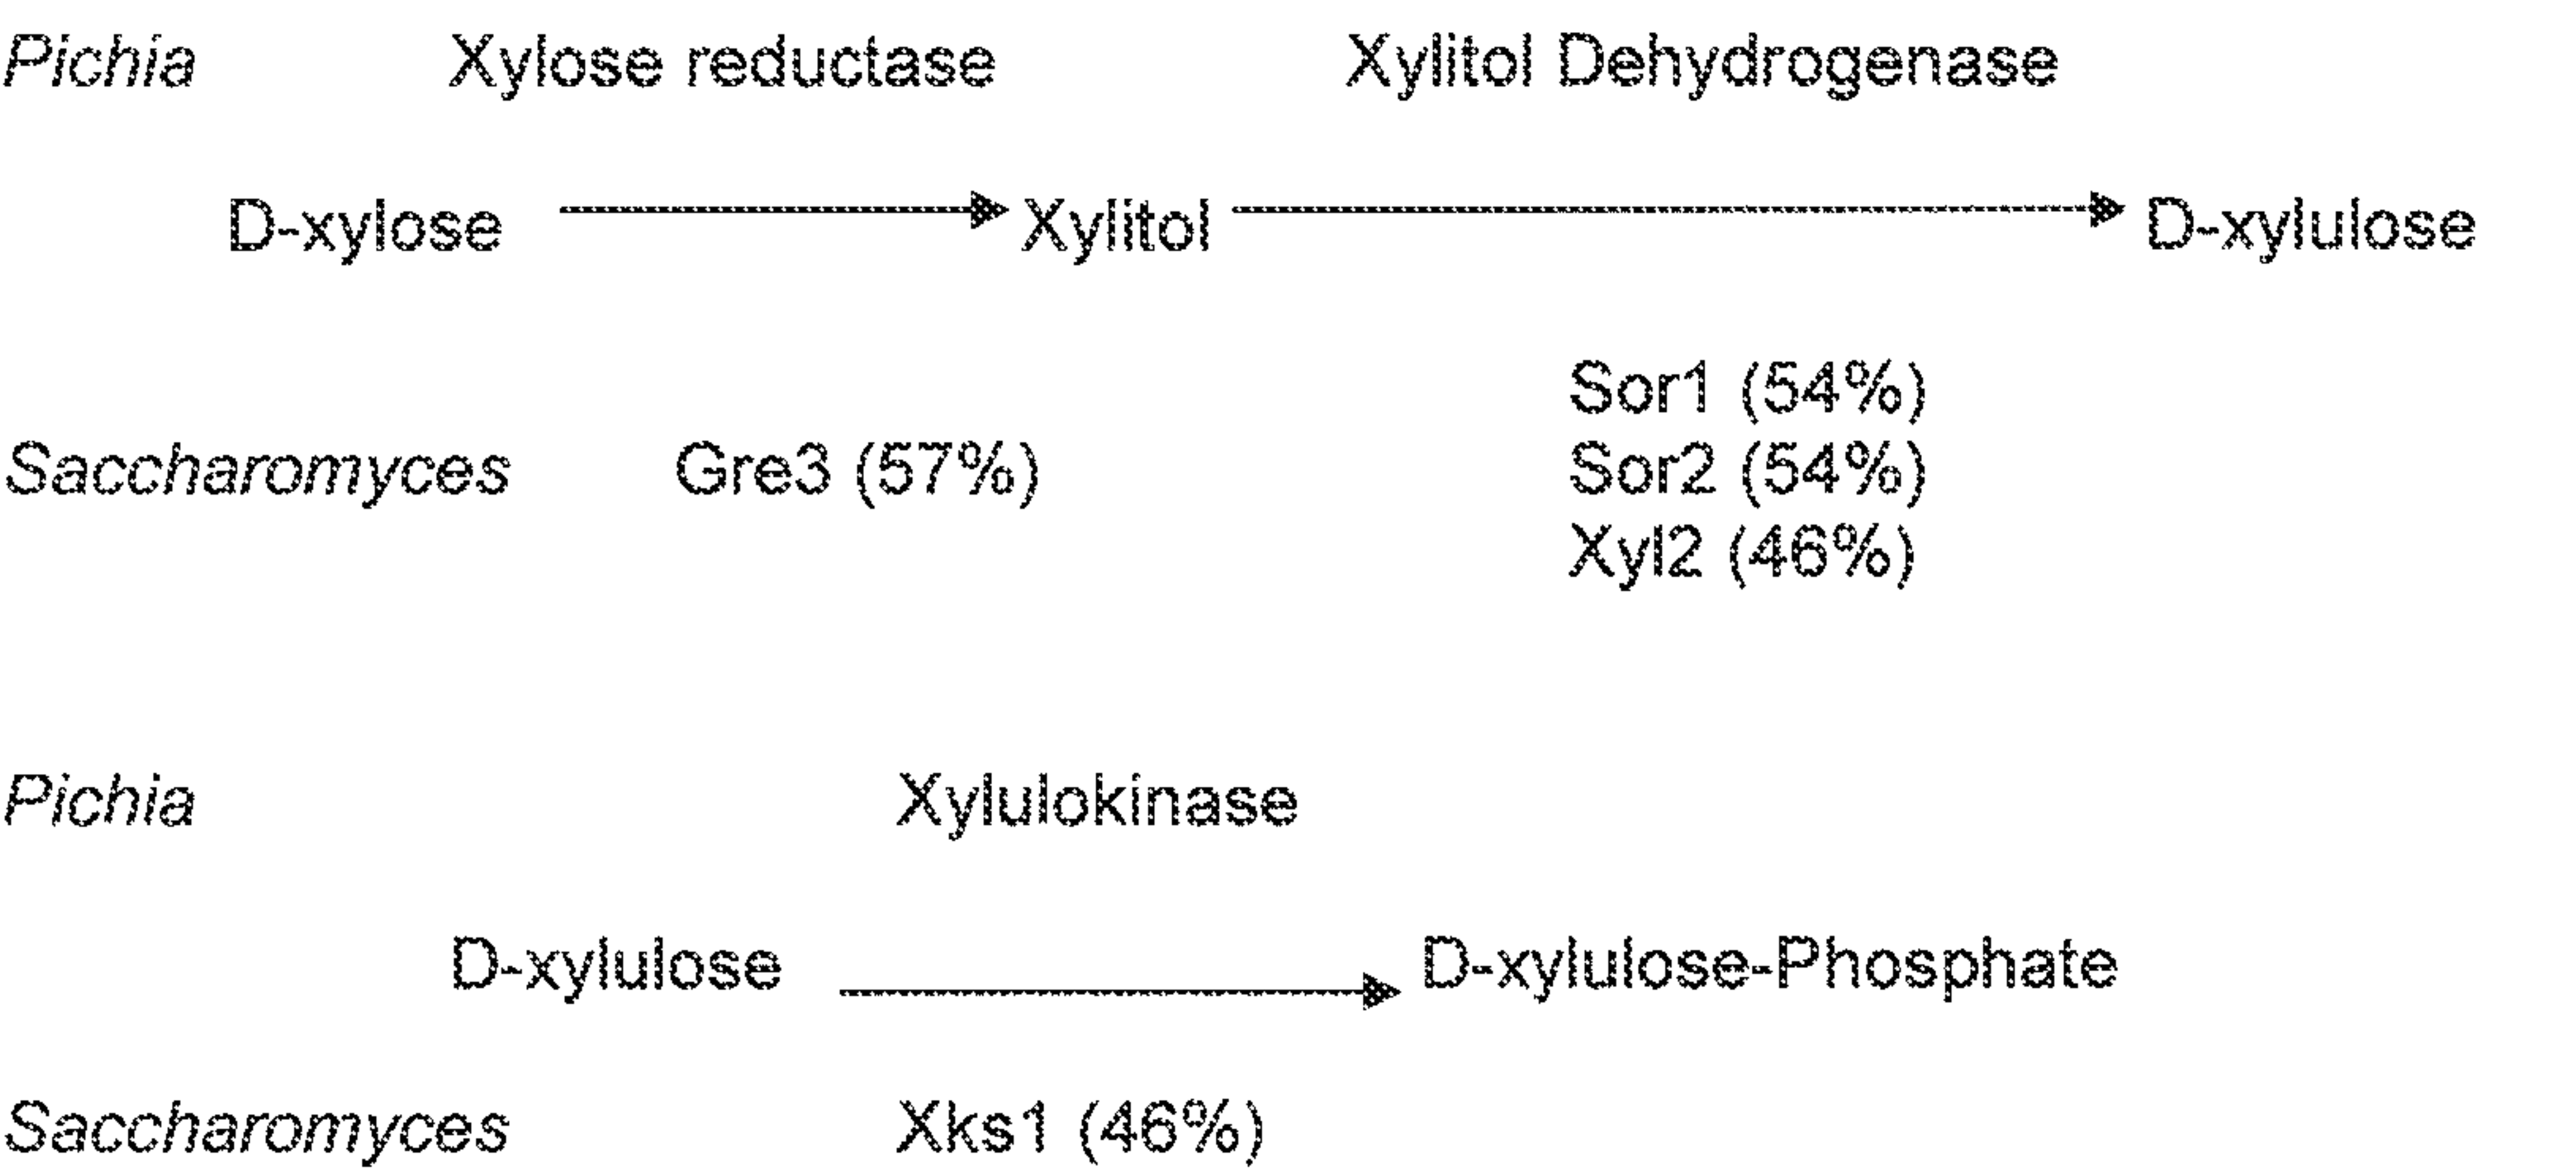 Pichia Xylose reductase Xylitol Dehydrogenase
D-xylose Xylitol D-xylulose
Sor1 (54%)
Saccharomyces Gre3 (57%) Sor2 (54%)
Xyl2 (46%)
Pichia Xylulokinase
D-xylulose D-xylulose-Phosphate
Saccharomyces Xks1 (46%)